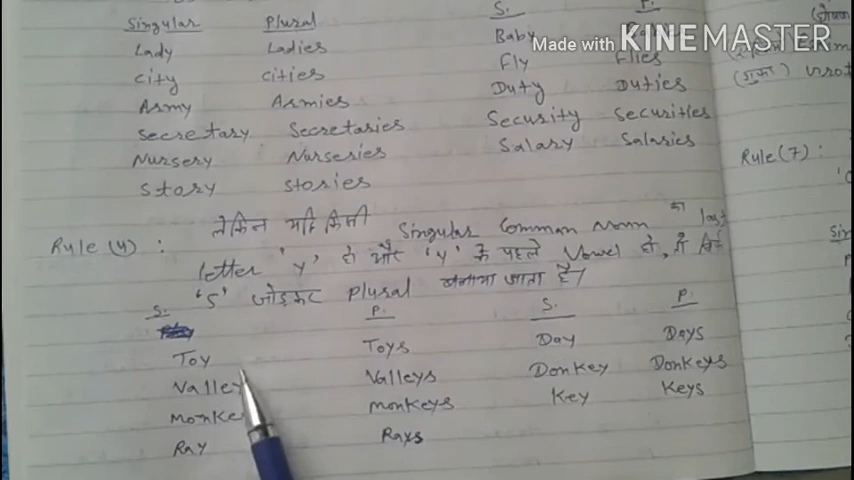 Singular Plural S. P.
Lady Ladies Baby
City Cities Fly Flies
Army Armies Duty Duties
Secretary Secretaries Security Securities
Nursery Nurseries Salary Salaries
Story Stories
Rule (4) : लेकिन यदि किसी Singular Common Noun का last
letter 'y' हो और 'y' के पहले Vowel हो, तो सिर्फ
'S' जोड़कर Plural बनाया जाता है।
S. P. S. P.
Toy Toys Day Days
Valley Valleys Donkey Donkeys
Monke Monkeys Key Keys
Ray Rays
(गुफा)
Rule (7) :
Made with KINEMASTER